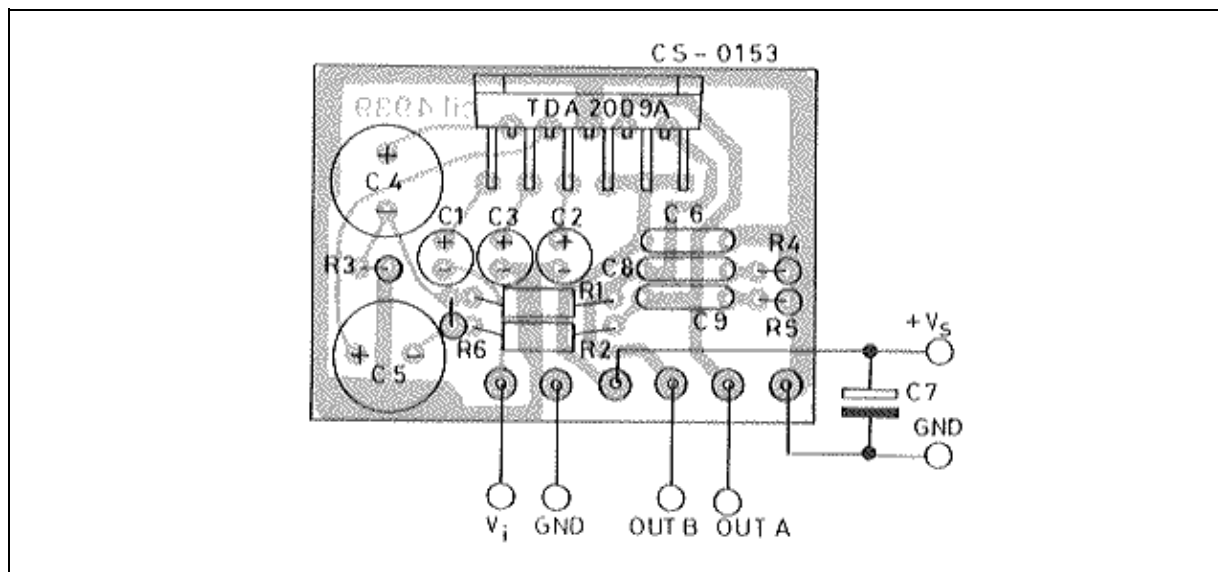 CS-0153
TDA 2009A
+
C4
-
C1 C3 C2 C6
+ + +
- - -
R3 C8 R4
R1
C9
R6 R2 R5
+Vs
+ -
C5
C7
GND
Vi GND OUT B OUT A